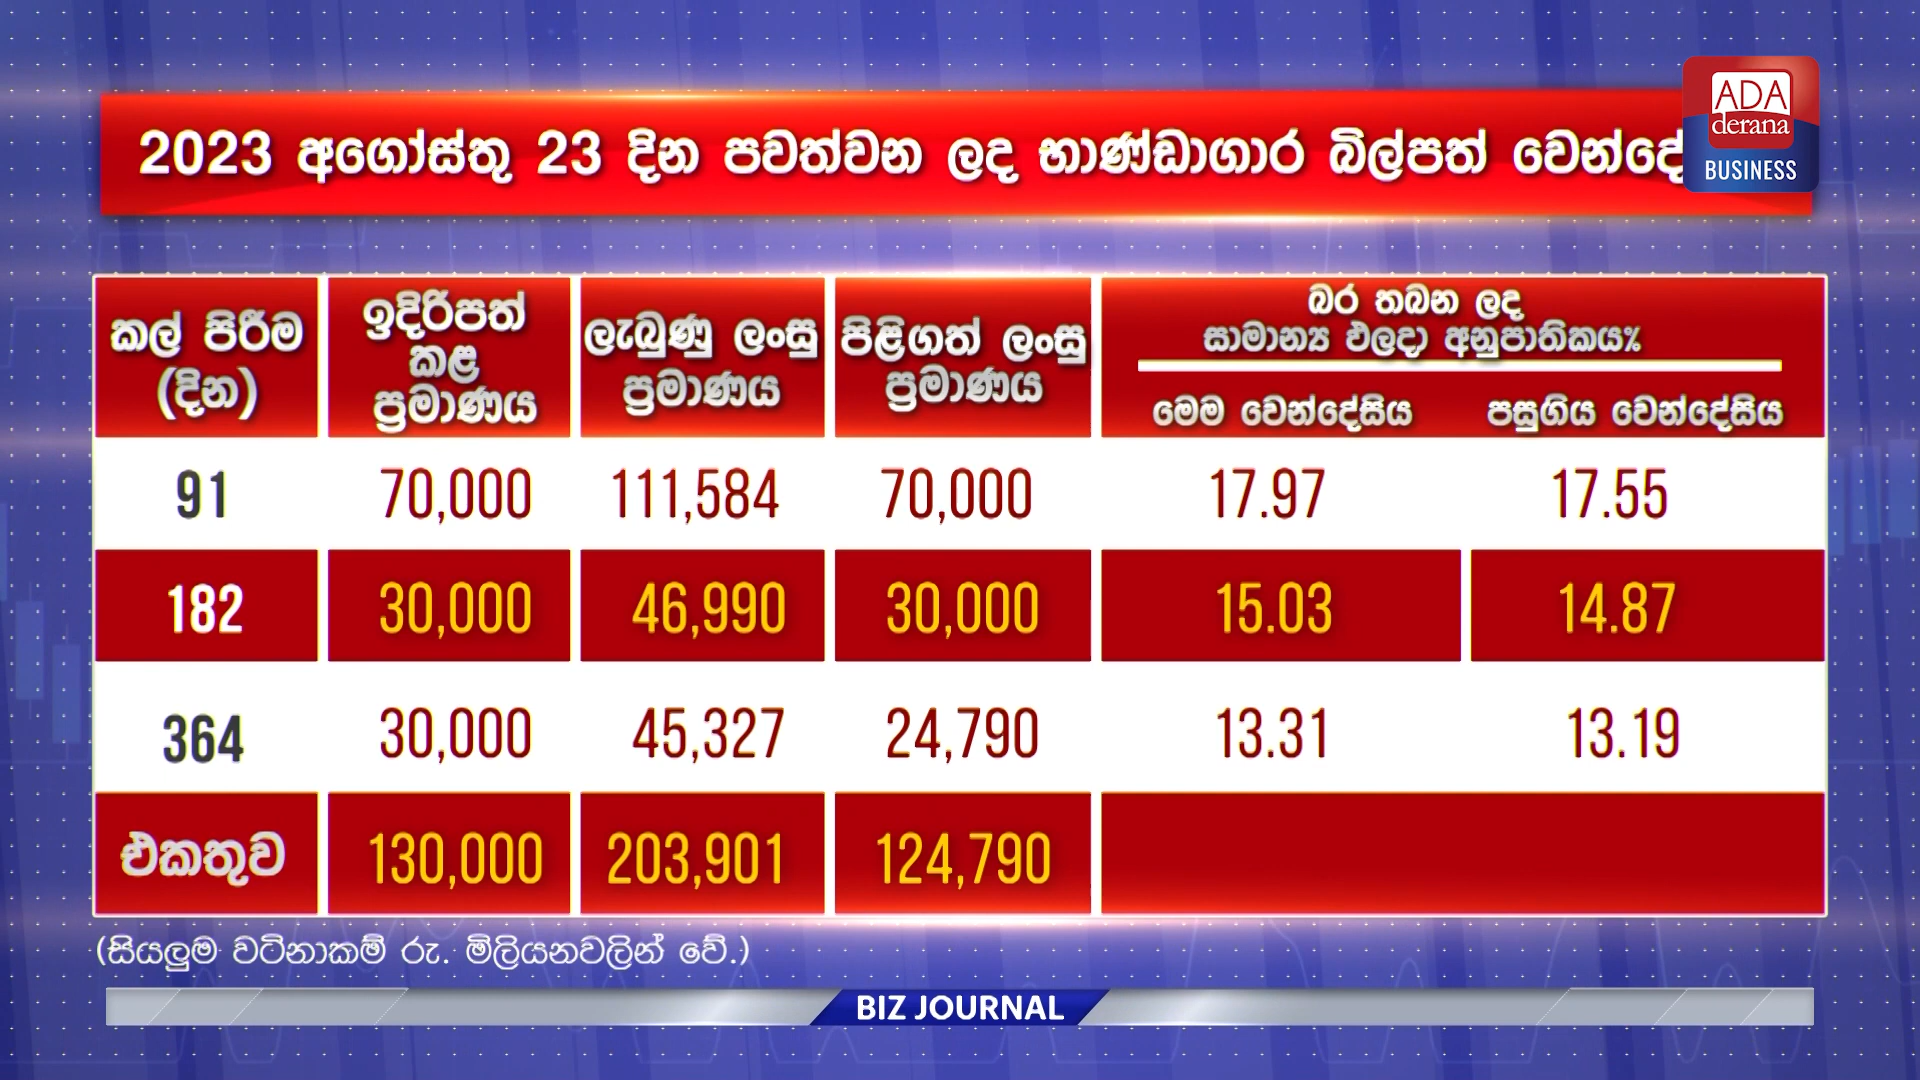 2023 අගෝස්තු 23 දින පවත්වන ලද භාණ්ඩාගාර බිල්පත් වෙන්දේ
ADA
derana
BUSINESS
කල් පිරීම
(දින)
ඉදිරිපත්
කළ
ප්‍රමාණය
ලැබුණු ලංසු
ප්‍රමාණය
පිළිගත් ලංසු
ප්‍රමාණය
බර තබන ලද
සාමාන්‍ය ඵලදා අනුපාතිකය%
මෙම වෙන්දේසිය පසුගිය වෙන්දේසිය
91 70,000 111,584 70,000 17.97 17.55
182 30,000 46,990 30,000 15.03 14.87
364 30,000 45,327 24,790 13.31 13.19
එකතුව 130,000 203,901 124,790
(සියලුම වටිනාකම් රු. මිලියනවලින් වේ.)
BIZ JOURNAL